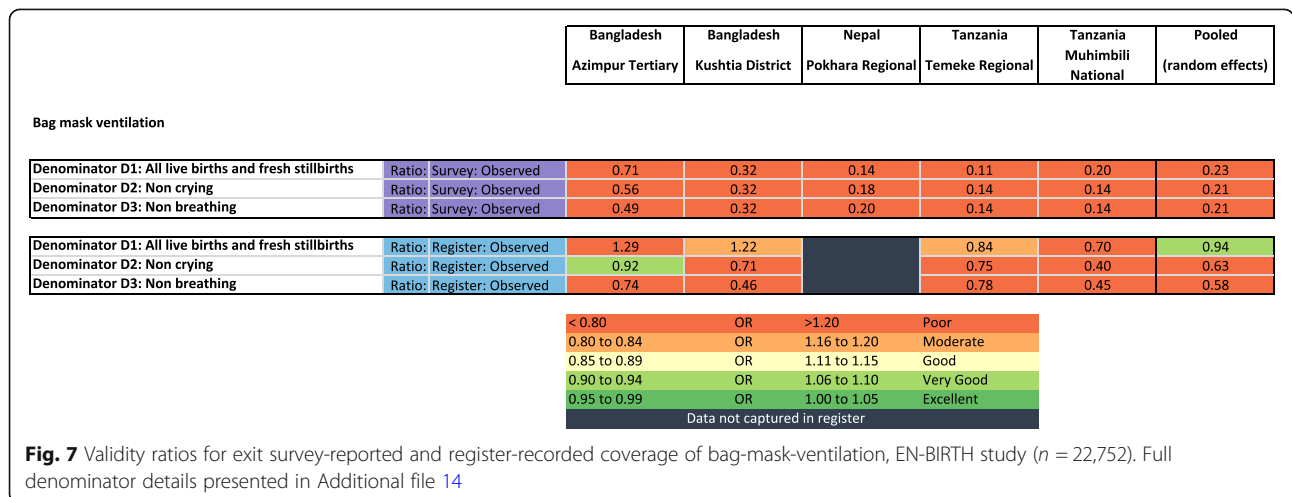 Bangladesh Bangladesh Nepal Tanzania Tanzania Pooled
Azimpur Tertiary Kushtia District Pokhara Regional Temeke Regional Muhimbili National (random effects)
Bag mask ventilation
Denominator D1: All live births and fresh stillbirths Ratio: Survey: Observed 0.71 0.32 0.14 0.11 0.20 0.23
Denominator D2: Non crying Ratio: Survey: Observed 0.56 0.32 0.18 0.14 0.14 0.21
Denominator D3: Non breathing Ratio: Survey: Observed 0.49 0.32 0.20 0.14 0.14 0.21
Denominator D1: All live births and fresh stillbirths Ratio: Register: Observed 1.29 1.22 0.84 0.70 0.94
Denominator D2: Non crying Ratio: Register: Observed 0.92 0.71 0.75 0.40 0.63
Denominator D3: Non breathing Ratio: Register: Observed 0.74 0.46 0.78 0.45 0.58
< 0.80 OR >1.20 Poor
0.80 to 0.84 OR 1.16 to 1.20 Moderate
0.85 to 0.89 OR 1.11 to 1.15 Good
0.90 to 0.94 OR 1.06 to 1.10 Very Good
0.95 to 0.99 OR 1.00 to 1.05 Excellent
Data not captured in register
Fig. 7 Validity ratios for exit survey-reported and register-recorded coverage of bag-mask-ventilation, EN-BIRTH study (n = 22,752). Full
denominator details presented in Additional file 14